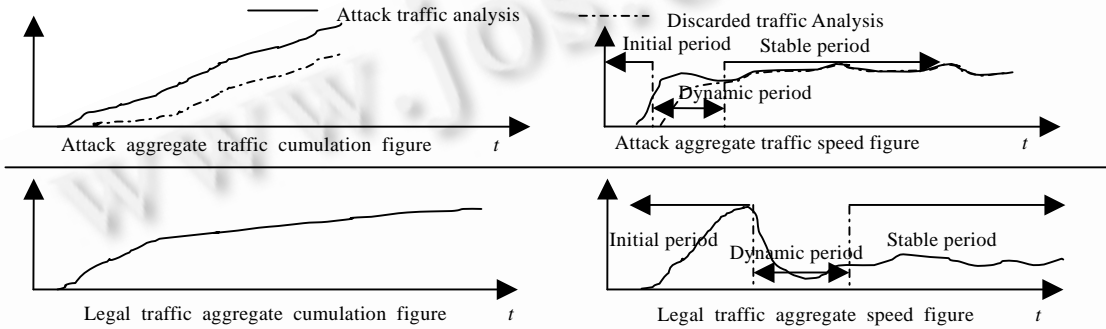 Attack traffic analysis
Discarded traffic Analysis
Initial period
Stable period
Dynamic period
Attack aggregate traffic cumulation figure t
Attack aggregate traffic speed figure t
Initial period
Dynamic period
Stable period
Legal traffic aggregate cumulation figure t
Legal traffic aggregate speed figure t
www.jos.